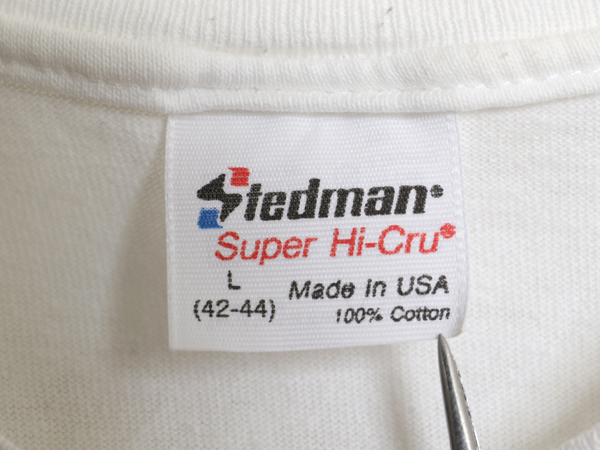 Stedman®
Super Hi-Cru®
L
(42-44)
Made In USA
100% Cotton